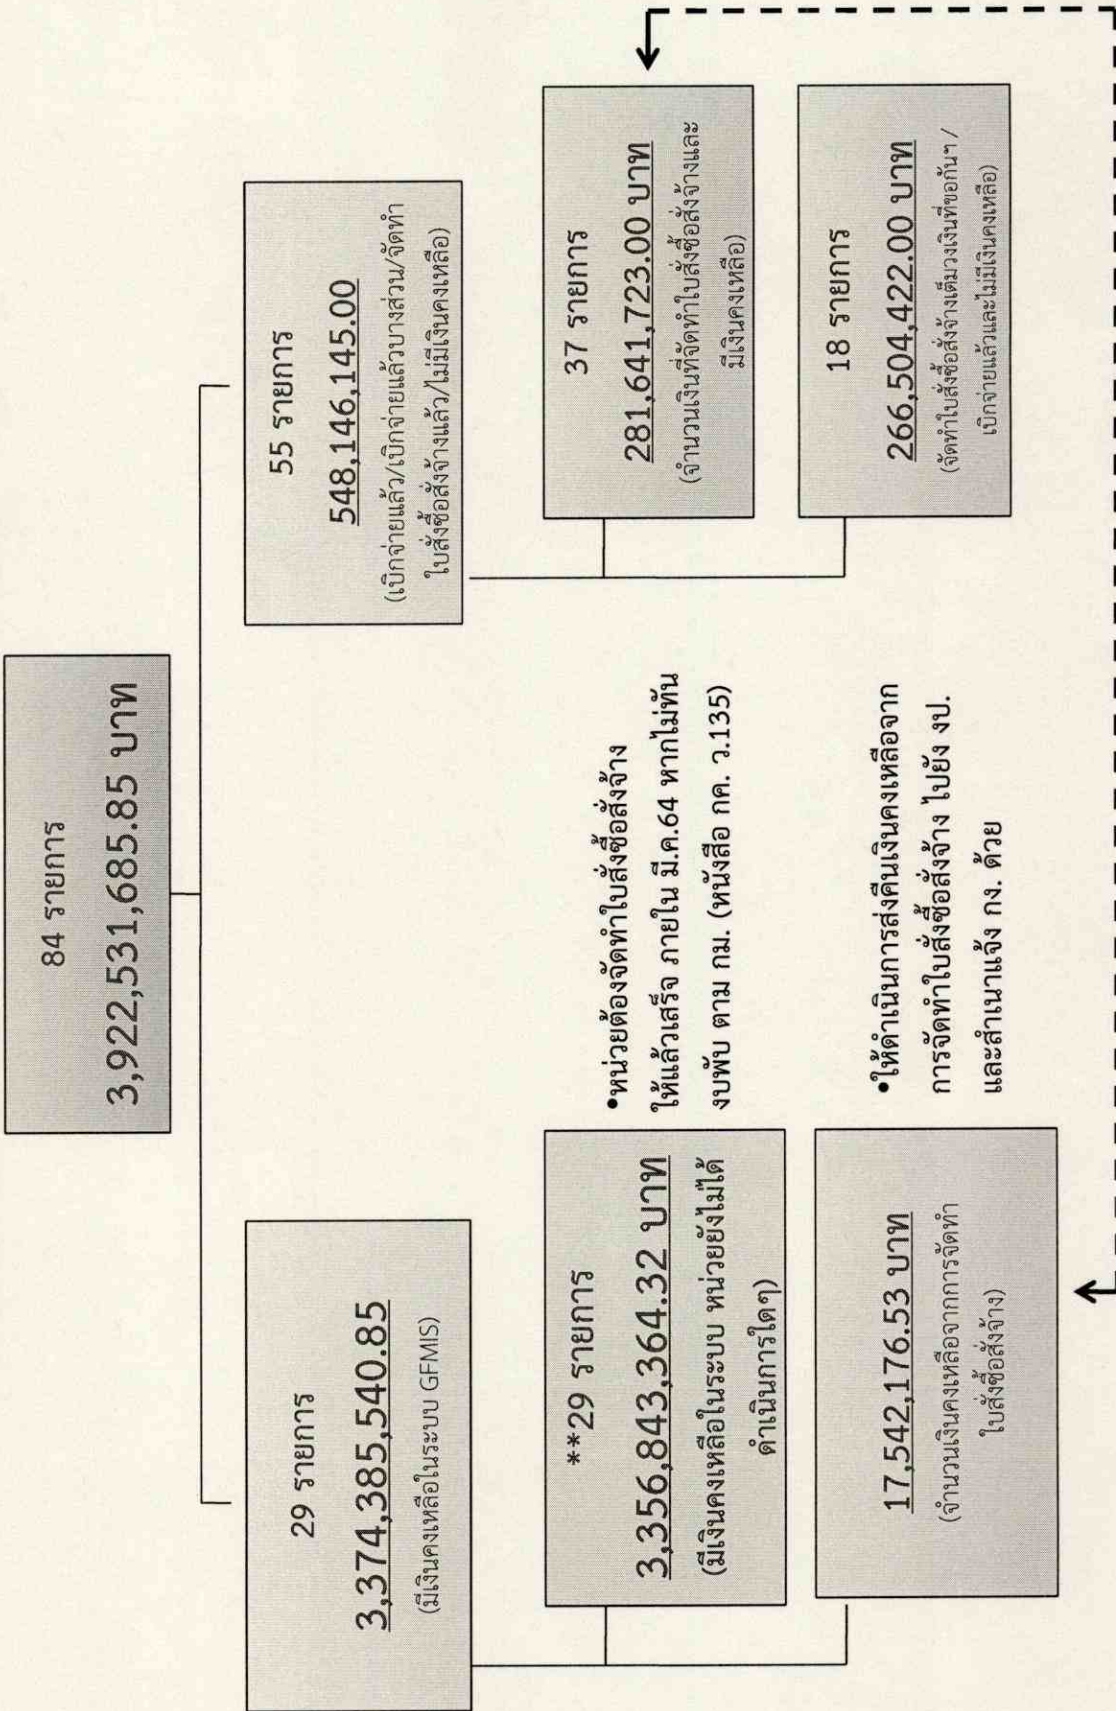 84 รายการ
3,922,531,685.85 บาท
29 รายการ
3,374,385,540.85
(มีเงินคงเหลือในระบบ GFMIS)
55 รายการ
548,146,145.00
(เบิกจ่ายแล้ว/เบิกจ่ายแล้วบางส่วน/จัดทำ
ใบสั่งซื้อสั่งจ้างแล้ว/ไม่มีเงินคงเหลือ)
**29 รายการ
3,356,843,364.32 บาท
(มีเงินคงเหลือในระบบ หน่วยยังไม่ได้
ดำเนินการใดๆ)
•หน่วยต้องจัดทำใบสั่งซื้อสั่งจ้าง
ให้แล้วเสร็จ ภายใน มี.ค.64 หากไม่ทัน
งบพับ ตาม กม. (หนังสือ กค. ว.135)
37 รายการ
281,641,723.00 บาท
(จำนวนเงินที่จัดทำใบสั่งซื้อสั่งจ้างและ
มีเงินคงเหลือ)
17,542,176.53 บาท
(จำนวนเงินคงเหลือจากการจัดทำ
ใบสั่งซื้อสั่งจ้าง)
•ให้ดำเนินการส่งคืนเงินคงเหลือจาก
การจัดทำใบสั่งซื้อสั่งจ้าง ไปยัง งป.
และสำเนาแจ้ง กง. ด้วย
18 รายการ
266,504,422.00 บาท
(จัดทำใบสั่งซื้อสั่งจ้างเต็มวงเงินที่ขอกันฯ /
เบิกจ่ายแล้วและไม่มีเงินคงเหลือ)